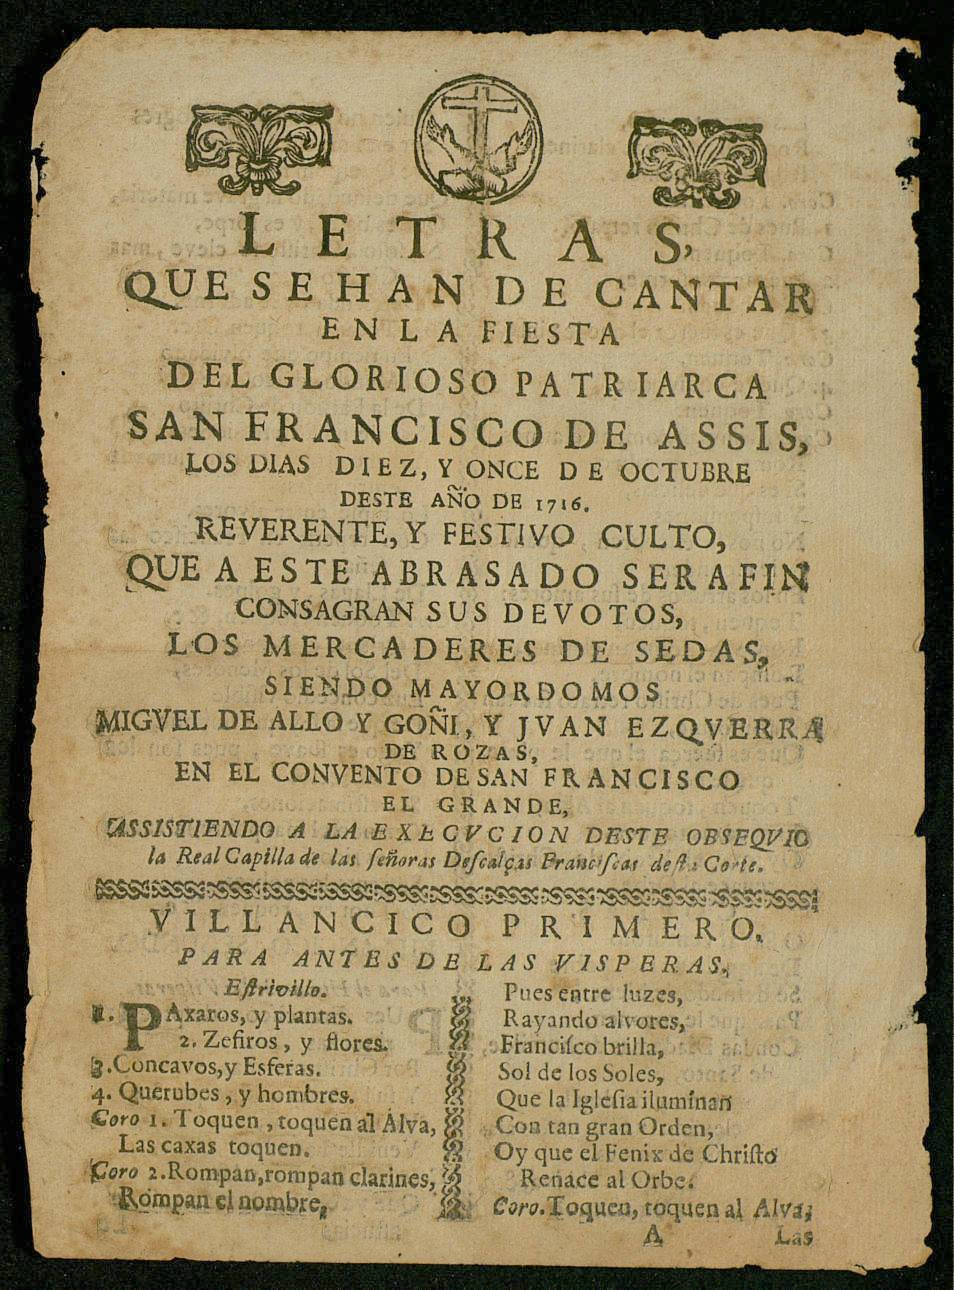 LETRAS,
QUE SE HAN DE CANTAR
EN LA FIESTA
DEL GLORIOSO PATRIARCA
SAN FRANCISCO DE ASSIS,
LOS DIAS DIEZ, Y ONCE DE OCTUBRE
DESTE AÑO DE 1716.
REVERENTE, Y FESTIVO CULTO,
QUE A ESTE ABRASADO SERAFIN
CONSAGRAN SUS DEVOTOS,
LOS MERCADERES DE SEDAS,
SIENDO MAYORDOMOS
MIGVEL DE ALLO Y GOÑI, Y JVAN EZQVERRA
DE ROZAS,
EN EL CONVENTO DE SAN FRANCISCO
EL GRANDE,
ASSISTIENDO A LA EXECVCION DESTE OBSEQVIO
la Real Capilla de las ſeñoras Deſcalças Franciſcas deſta Corte.
VILLANCICO PRIMERO,
PARA ANTES DE LAS VISPERAS.
Eſtrivillo.
1. PAxaros, y plantas.
2. Zefiros, y flores.
3. Concavos, y Esferas.
4. Querubes, y hombres.
Coro 1. Toquen, toquen al Alva,
Las caxas toquen.
Coro 2. Rompan, rompan clarines,
Rompan el nombre,
Pues entre luzes,
Rayando alvores,
Franciſco brilla,
Sol de los Soles,
Que la Igleſia iluminan
Con tan gran Orden,
Oy que el Fenix de Chriſto
Renace al Orbe.
Coro. Toquen, toquen al Alva,
A Las